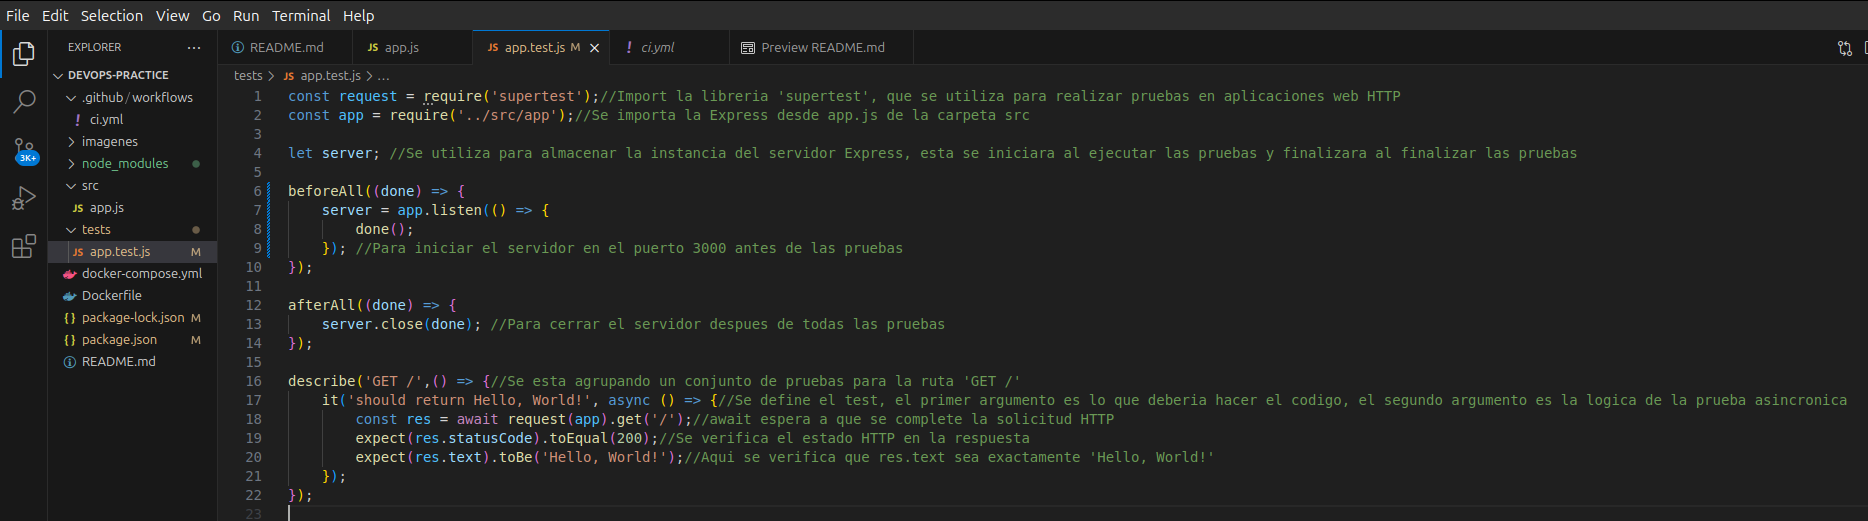 File Edit Selection View Go Run Terminal Help
EXPLORER ...
README.md
app.js
app.test.js M
ci.yml
Preview README.md
DEVOPS-PRACTICE
.github/workflows
ci.yml
imagenes
node_modules
src
app.js
tests
app.test.js M
docker-compose.yml
Dockerfile
package-lock.json M
package.json M
README.md
3K+
tests > app.test.js > ...
1 const request = require('supertest');//Import la libreria 'supertest', que se utiliza para realizar pruebas en aplicaciones web HTTP
2 const app = require('../src/app');//Se importa la Express desde app.js de la carpeta src
3
4 let server; //Se utiliza para almacenar la instancia del servidor Express, esta se iniciara al ejecutar las pruebas y finalizara al finalizar las pruebas
5
6 beforeAll((done) => {
7 server = app.listen(() => {
8 done();
9 }); //Para iniciar el servidor en el puerto 3000 antes de las pruebas
10 });
11
12 afterAll((done) => {
13 server.close(done); //Para cerrar el servidor despues de todas las pruebas
14 });
15
16 describe('GET /',() => {//Se esta agrupando un conjunto de pruebas para la ruta 'GET /'
17 it('should return Hello, World!', async () => {//Se define el test, el primer argumento es lo que deberia hacer el codigo, el segundo argumento es la logica de la prueba asincronica
18 const res = await request(app).get('/');//await espera a que se complete la solicitud HTTP
19 expect(res.statusCode).toEqual(200);//Se verifica el estado HTTP en la respuesta
20 expect(res.text).toBe('Hello, World!');//Aqui se verifica que res.text sea exactamente 'Hello, World!'
21 });
22 });
23